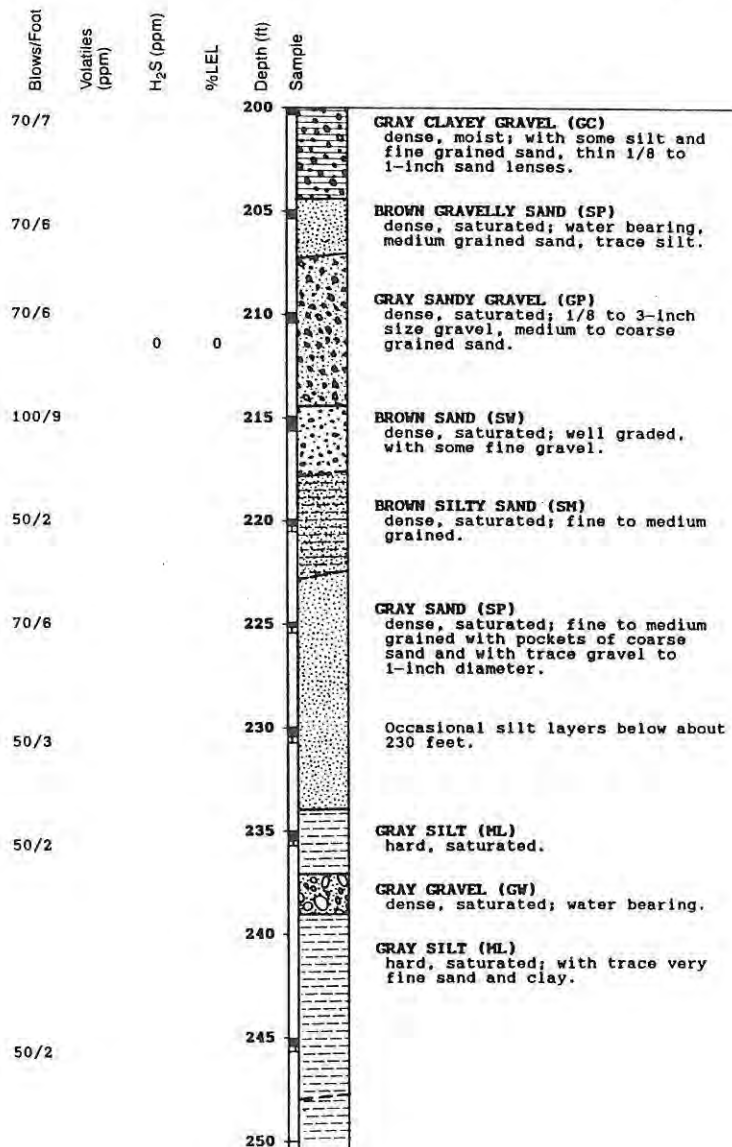 Blows/Foot Volatiles (ppm) H₂S (ppm) %LEL Depth (ft) Sample
200
70/7
GRAY CLAYEY GRAVEL (GC)
dense, moist; with some silt and
fine grained sand, thin 1/8 to
1-inch sand lenses.
205
70/6
BROWN GRAVELLY SAND (SP)
dense, saturated; water bearing,
medium grained sand, trace silt.
210
70/6
GRAY SANDY GRAVEL (GP)
dense, saturated; 1/8 to 3-inch
size gravel, medium to coarse
grained sand.
0 0
100/9
215
BROWN SAND (SW)
dense, saturated; well graded,
with some fine gravel.
220
50/2
BROWN SILTY SAND (SM)
dense, saturated; fine to medium
grained.
225
70/6
GRAY SAND (SP)
dense, saturated; fine to medium
grained with pockets of coarse
sand and with trace gravel to
1-inch diameter.
230
50/3
Occasional silt layers below about
230 feet.
235
50/2
GRAY SILT (ML)
hard, saturated.
GRAY GRAVEL (GW)
dense, saturated; water bearing.
240
GRAY SILT (ML)
hard, saturated; with trace very
fine sand and clay.
245
50/2
250